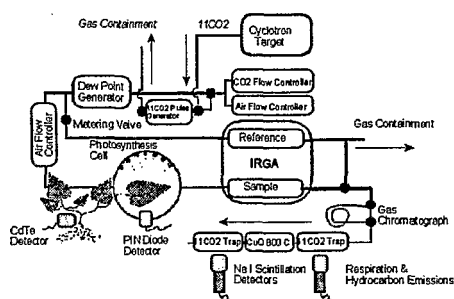 Gas Containment
11CO2
Cyclotron
Target
Dew Point
Generator
CO2 Flow Controller
11CO2 Pulse
Generator
Air Flow Controller
Metering Valve
Air Flow
Controller
Photosynthesis
Cell
Reference
IRGA
Sample
Gas Containment
Gas
Chromatograph
CdTe
Detector
PIN Diode
Detector
11CO2 Trap
CuO 800 C
11CO2 Trap
Na I Scintillation
Detectors
Respiration &
Hydrocarbon Emissions